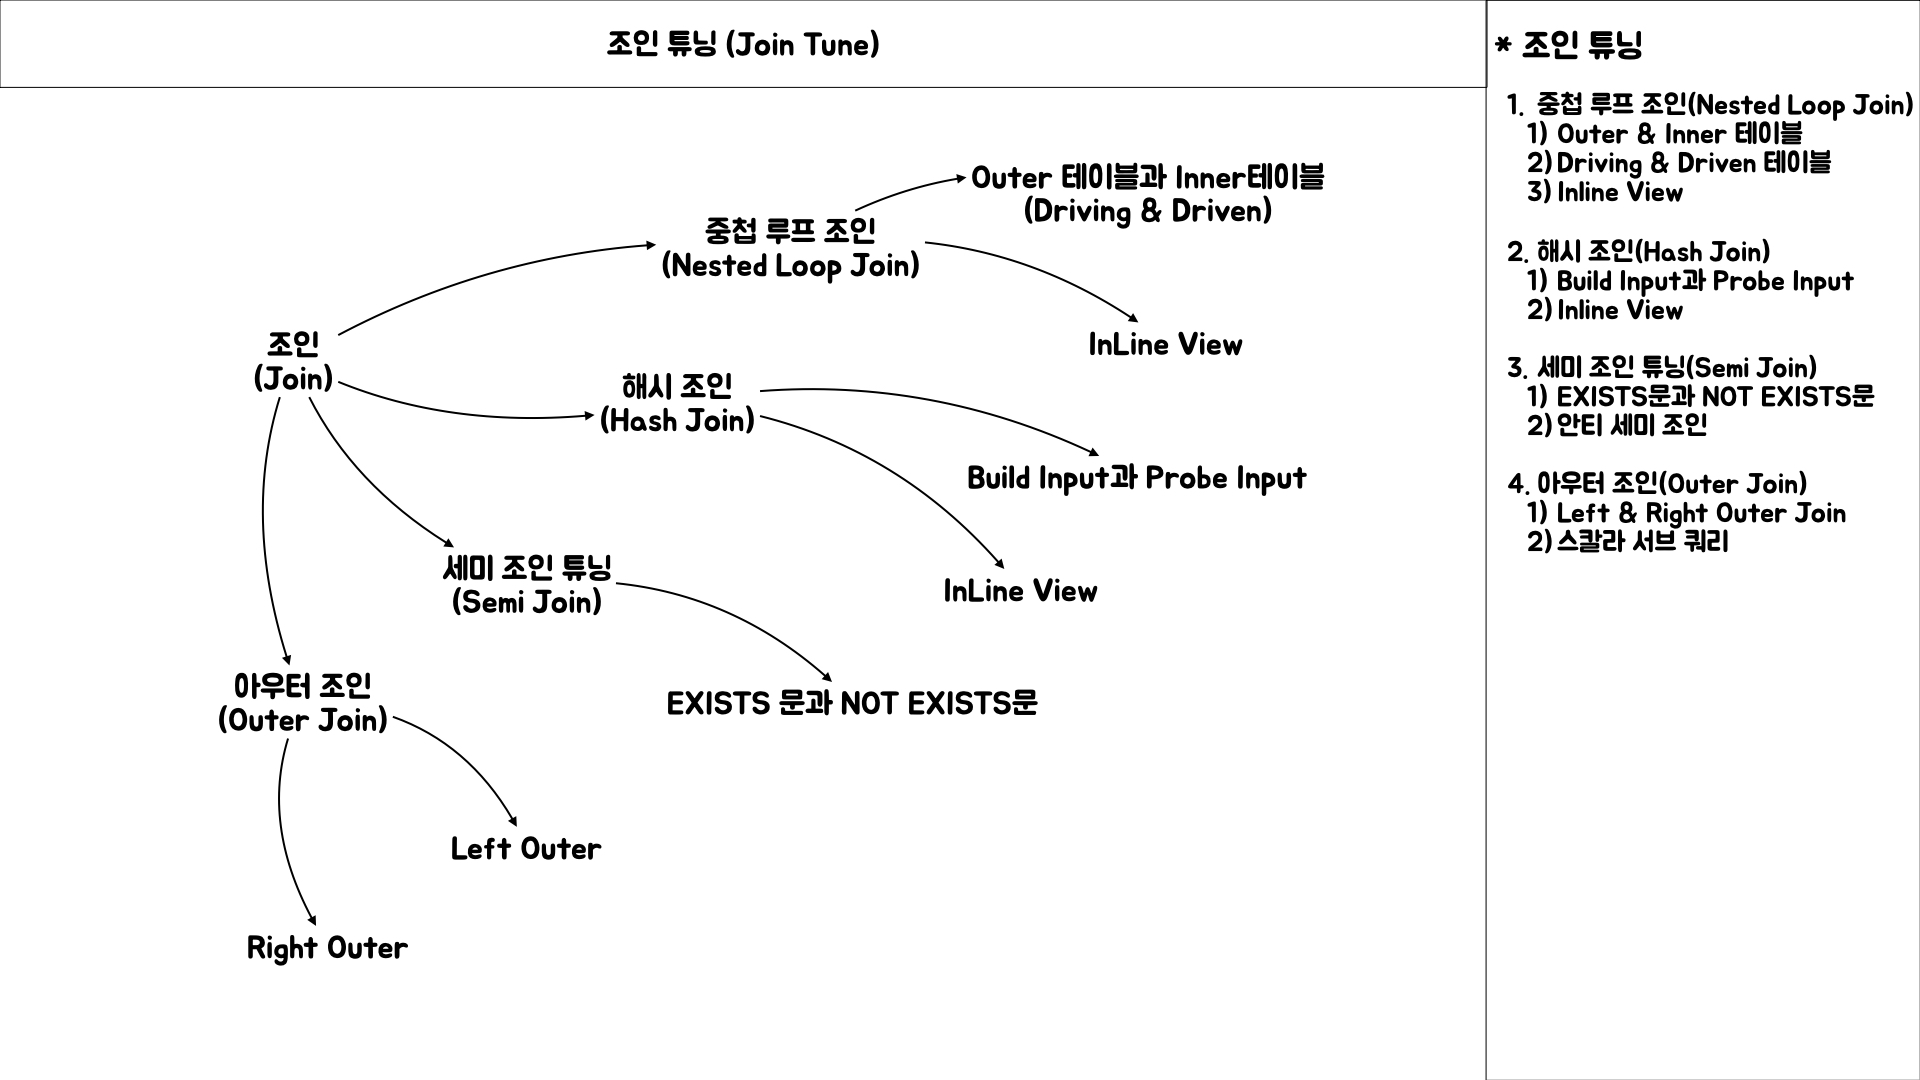 조인 튜닝 (Join Tune)
Outer 테이블과 Inner테이블
(Driving & Driven)
중첩 루프 조인
(Nested Loop Join)
InLine View
조인
(Join)
해시 조인
(Hash Join)
Build Input과 Probe Input
InLine View
세미 조인 튜닝
(Semi Join)
EXISTS 문과 NOT EXISTS문
아우터 조인
(Outer Join)
Left Outer
Right Outer
* 조인 튜닝
1. 중첩 루프 조인(Nested Loop Join)
1) Outer & Inner 테이블
2) Driving & Driven 테이블
3) Inline View
2. 해시 조인(Hash Join)
1) Build Input과 Probe Input
2) Inline View
3. 세미 조인 튜닝(Semi Join)
1) EXISTS문과 NOT EXISTS문
2) 안티 세미 조인
4. 아우터 조인(Outer Join)
1) Left & Right Outer Join
2) 스칼라 서브 쿼리